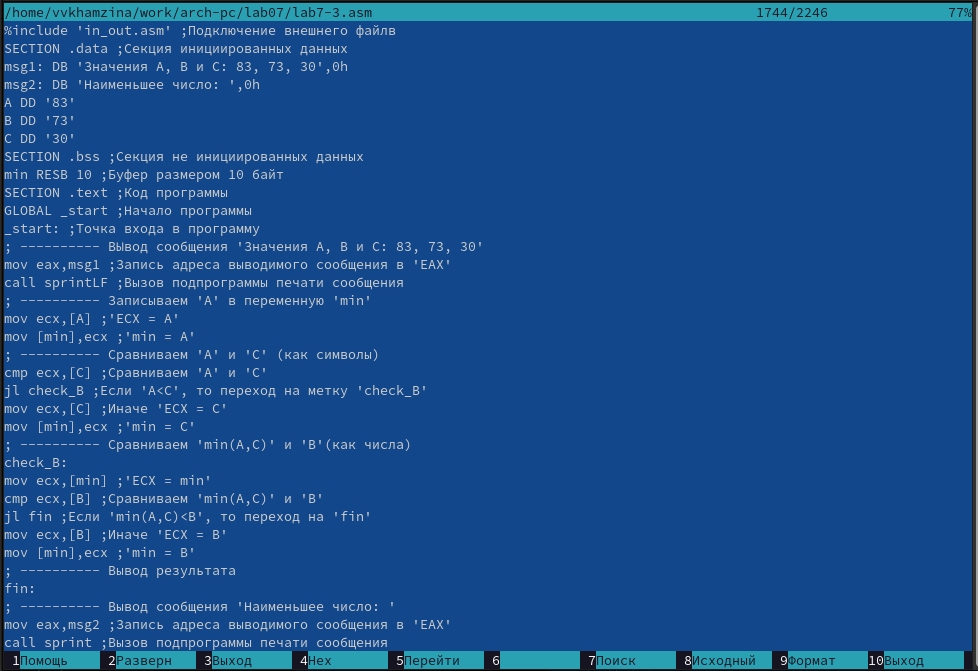 /home/vvkhamzina/work/arch-pc/lab07/lab7-3.asm 1744/2246 77%
%include 'in_out.asm' ;Подключение внешнего файлв
SECTION .data ;Секция инициированных данных
msg1: DB 'Значения А, В и С: 83, 73, 30',0h
msg2: DB 'Наименьшее число: ',0h
A DD '83'
B DD '73'
C DD '30'
SECTION .bss ;Секция не инициированных данных
min RESB 10 ;Буфер размером 10 байт
SECTION .text ;Код программы
GLOBAL _start ;Начало программы
_start: ;Точка входа в программу
; ---------- ВЫвод сообщения 'Значения А, В и С: 83, 73, 30'
mov eax,msg1 ;Запись адреса выводимого сообщения в 'EAX'
call sprintLF ;Вызов подпрограммы печати сообщения
; ---------- Записываем 'A' в переменную 'min'
mov ecx,[A] ;'ECX = A'
mov [min],ecx ;'min = A'
; ---------- Сравниваем 'A' и 'C' (как символы)
cmp ecx,[C] ;Сравниваем 'A' и 'C'
jl check_B ;Если 'A<C', то переход на метку 'check_B'
mov ecx,[C] ;Иначе 'ECX = C'
mov [min],ecx ;'min = C'
; ---------- Сравниваем 'min(A,C)' и 'B'(как числа)
check_B:
mov ecx,[min] ;'ECX = min'
cmp ecx,[B] ;Сравниваем 'min(A,C)' и 'B'
jl fin ;Если 'min(A,C)<B', то переход на 'fin'
mov ecx,[B] ;Иначе 'ECX = B'
mov [min],ecx ;'min = B'
; ---------- Вывод результата
fin:
; ---------- Вывод сообщения 'Наименьшее число: '
mov eax,msg2 ;Запись адреса выводимого сообщения в 'EAX'
call sprint ;Вызов подпрограммы печати сообщения
1Помощь 2Разверн 3Выход 4Hex 5Перейти 6 7Поиск 8Исходный 9Формат 10Выход